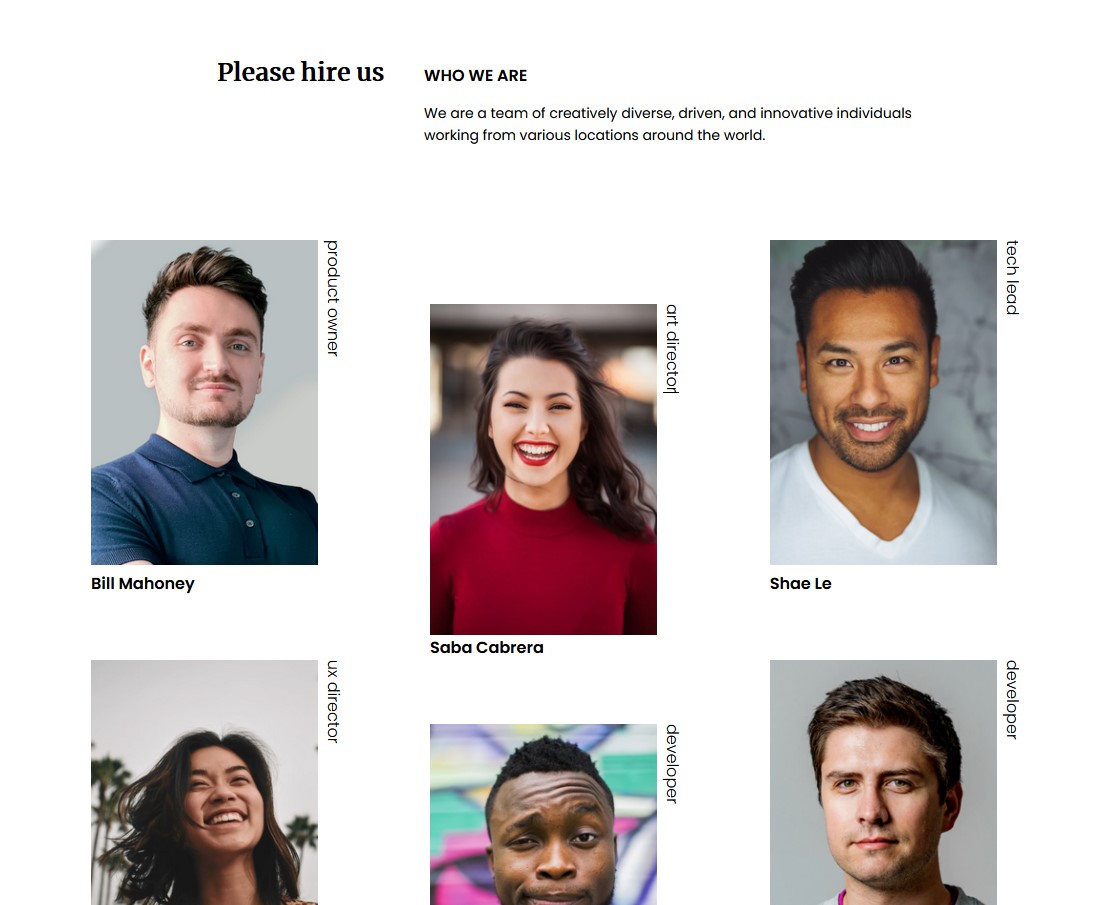 Please hire us
WHO WE ARE
We are a team of creatively diverse, driven, and innovative individuals
working from various locations around the world.
product owner
Bill Mahoney
art director
Saba Cabrera
tech lead
Shae Le
ux director
developer
developer